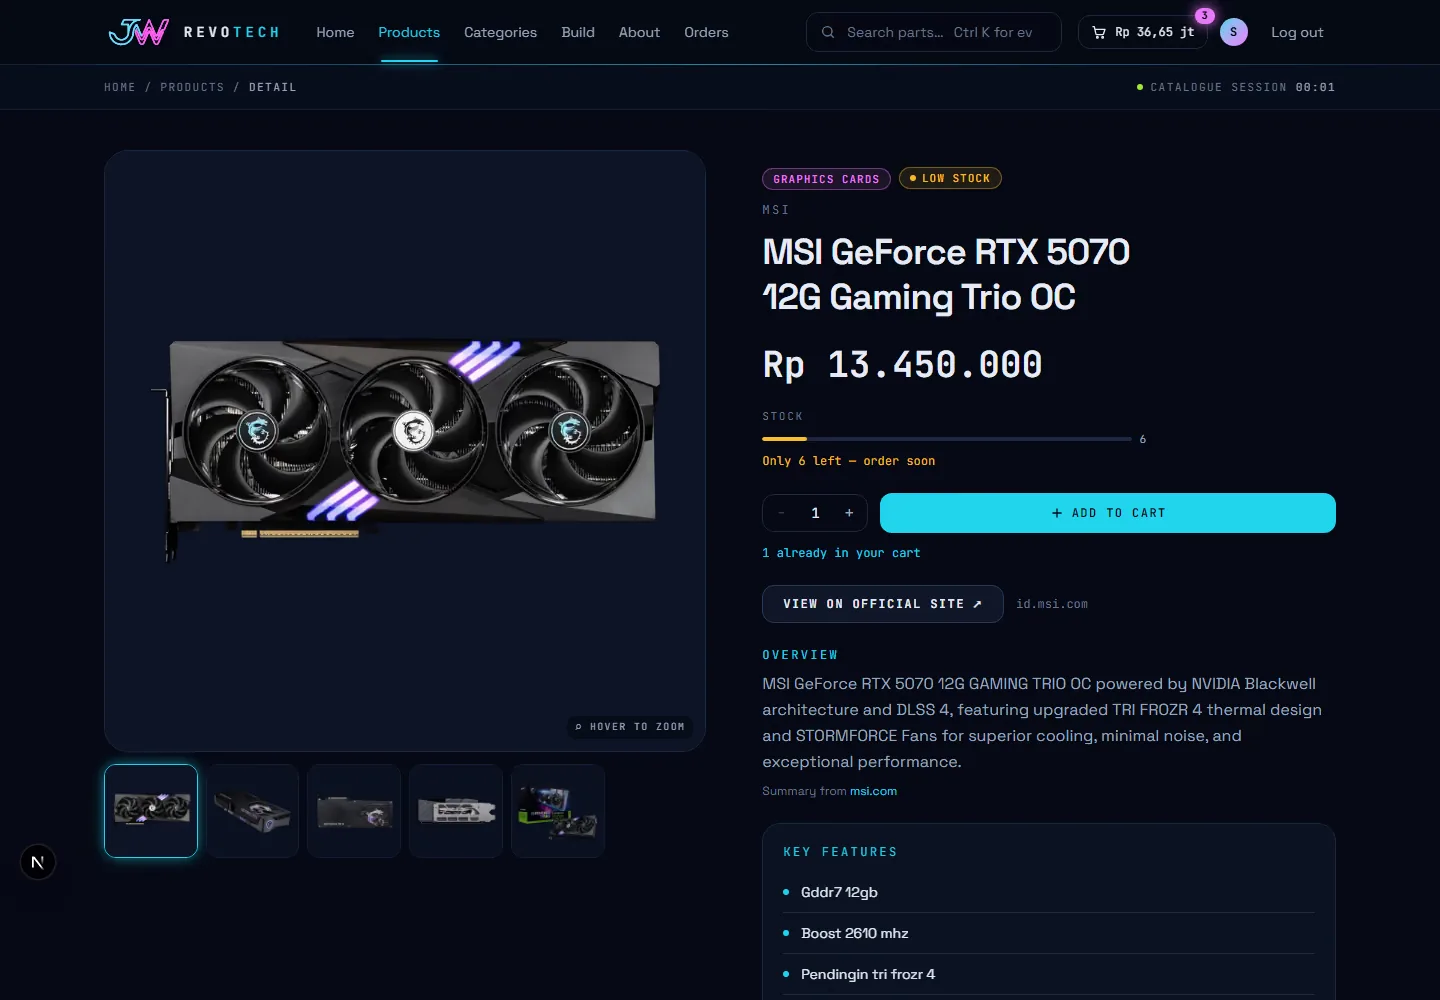 JW REVOTECH
Home
Products
Categories
Build
About
Orders
Search parts... Ctrl K for ev
Rp 36,65 jt
3
S
Log out
HOME / PRODUCTS / DETAIL
CATALOGUE SESSION 00:01
GRAPHICS CARDS
LOW STOCK
MSI
MSI GeForce RTX 5070
12G Gaming Trio OC
Rp 13.450.000
STOCK
6
Only 6 left — order soon
- 1 +
+ ADD TO CART
1 already in your cart
VIEW ON OFFICIAL SITE ↗
id.msi.com
OVERVIEW
MSI GeForce RTX 5070 12G GAMING TRIO OC powered by NVIDIA Blackwell
architecture and DLSS 4, featuring upgraded TRI FROZR 4 thermal design
and STORMFORCE Fans for superior cooling, minimal noise, and
exceptional performance.
Summary from msi.com
HOVER TO ZOOM
N
KEY FEATURES
Gddr7 12gb
Boost 2610 mhz
Pendingin tri frozr 4